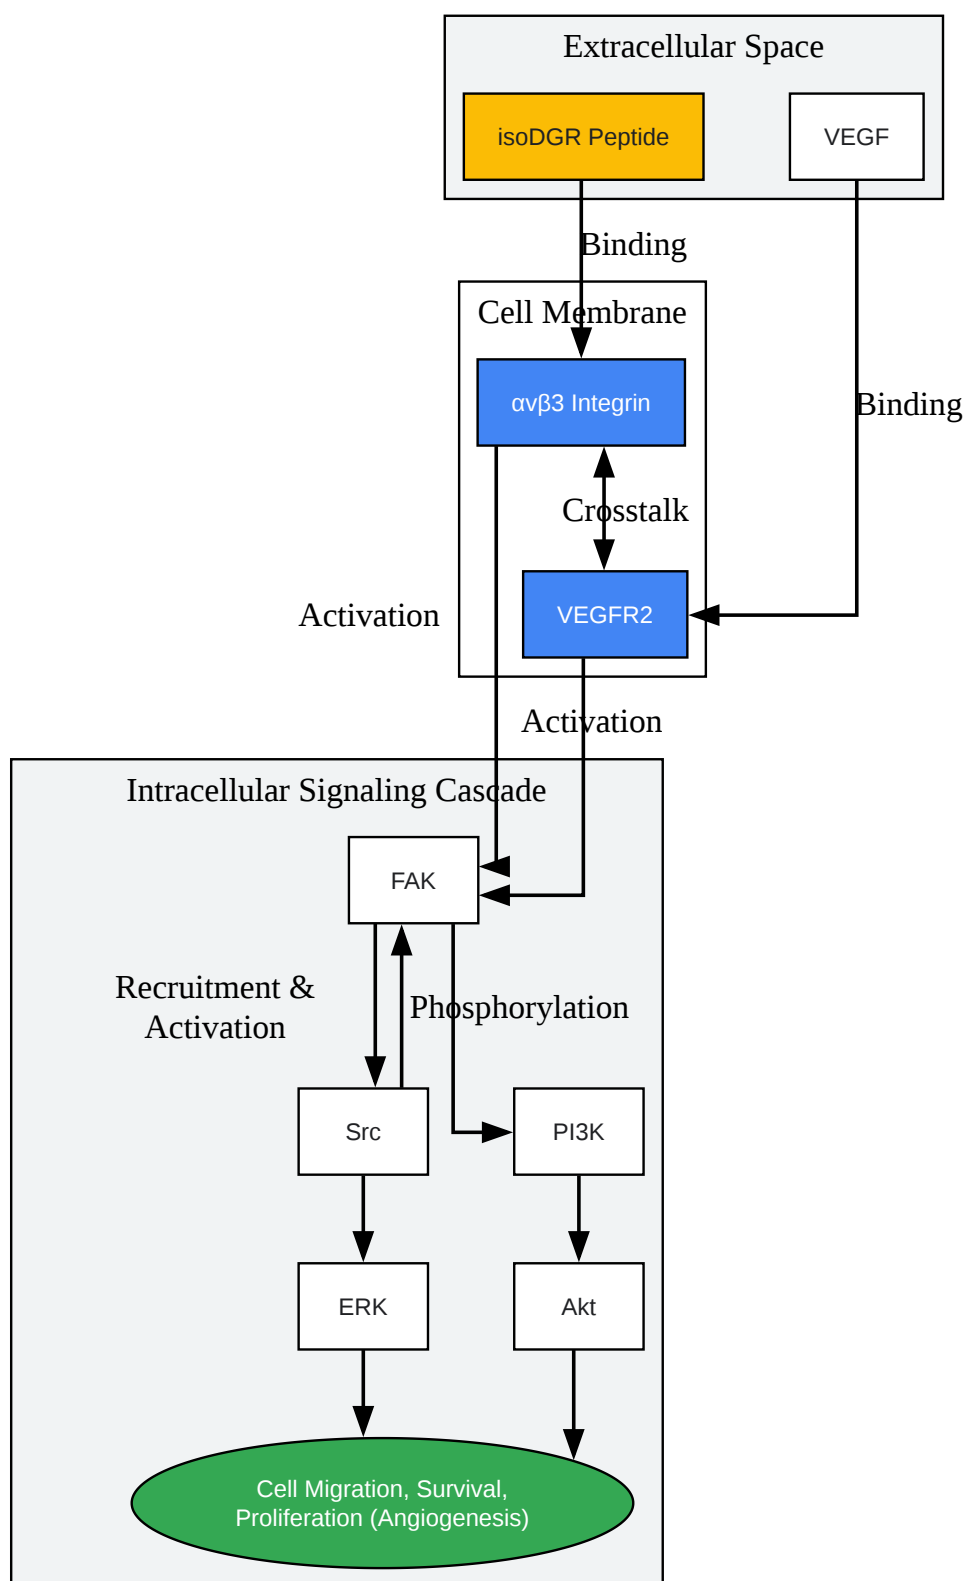 Extracellular Space
isoDGR Peptide
VEGF
Binding
Cell Membrane
αvβ3 Integrin
Binding
Crosstalk
VEGFR2
Activation
Activation
Intracellular Signaling Cascade
FAK
Recruitment &
Activation
Phosphorylation
Src
PI3K
ERK
Akt
Cell Migration, Survival,
Proliferation (Angiogenesis)